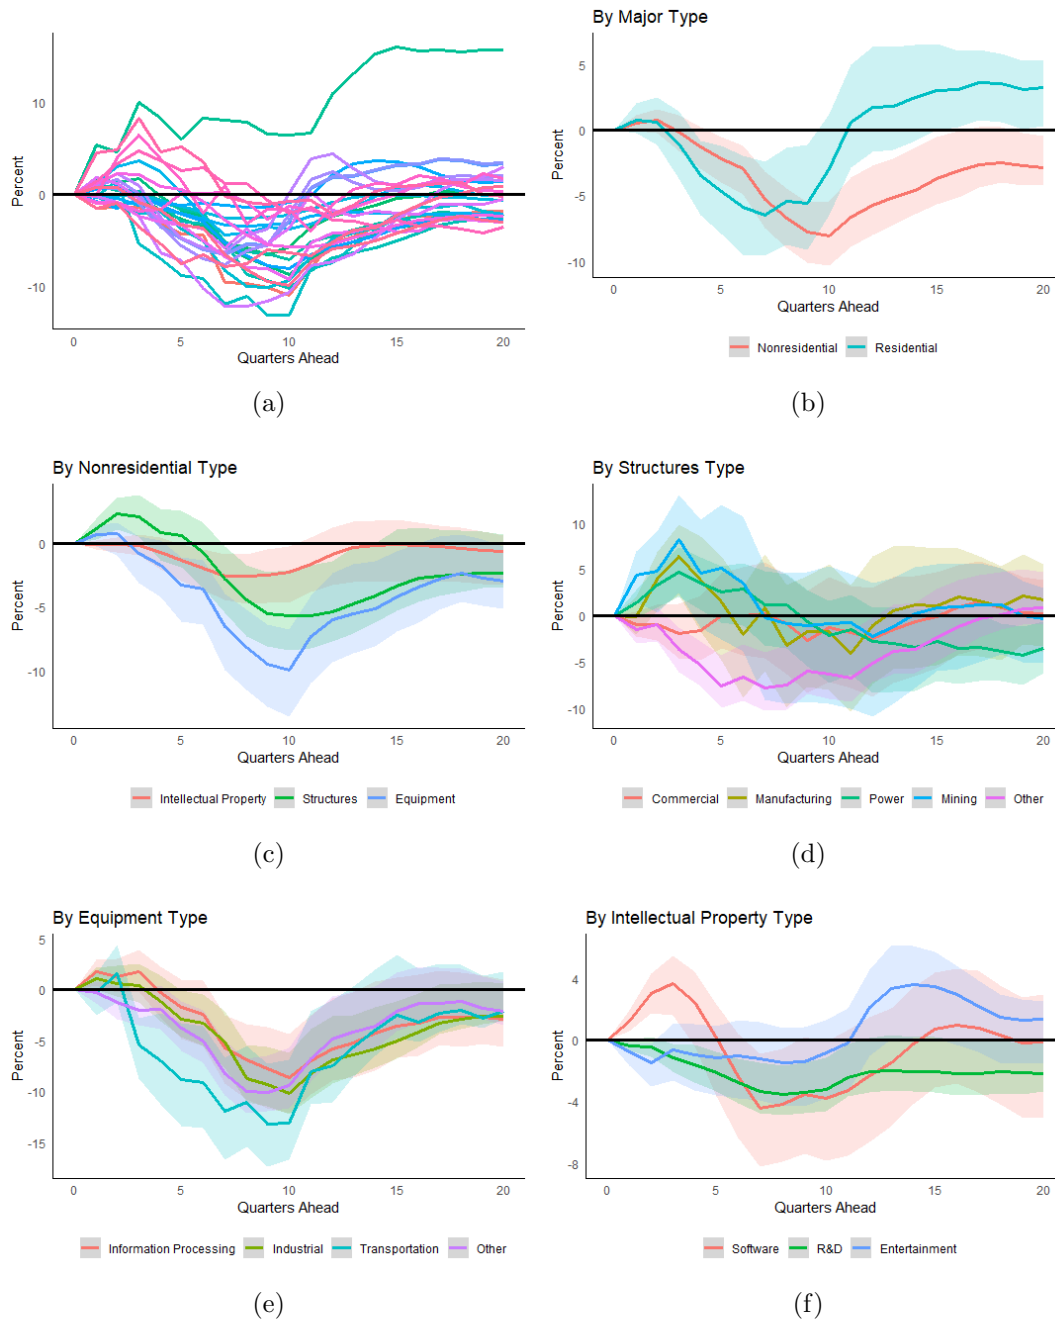 By Major Type
Percent
10
0
-10
0 5 10 15 20
Quarters Ahead
Percent
5
0
-5
-10
0 5 10 15 20
Quarters Ahead
Nonresidential Residential
(a)
(b)
By Nonresidential Type
Percent
0
-5
-10
0 5 10 15 20
Quarters Ahead
Intellectual Property Structures Equipment
(c)
By Structures Type
Percent
10
5
0
-5
-10
0 5 10 15 20
Quarters Ahead
Commercial Manufacturing Power Mining Other
(d)
By Equipment Type
Percent
5
0
-5
-10
-15
0 5 10 15 20
Quarters Ahead
Information Processing Industrial Transportation Other
(e)
By Intellectual Property Type
Percent
4
0
-4
-8
0 5 10 15 20
Quarters Ahead
Software R&D Entertainment
(f)